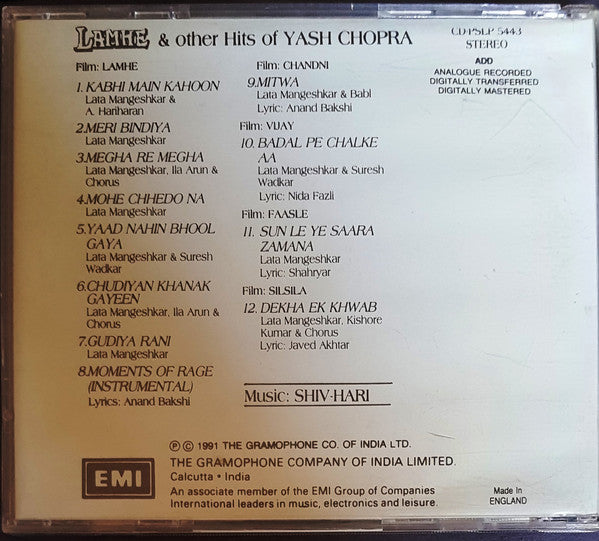 LAMHE & other Hits of YASH CHOPRA
CD-PSLP 5443
STEREO
ADD
ANALOGUE RECORDED
DIGITALLY TRANSFERRED
DIGITALLY MASTERED
Film: LAMHE
1. KABHI MAIN KAHOON
Lata Mangeshkar &
A. Hariharan
2. MERI BINDIYA
Lata Mangeshkar
3. MEGHA RE MEGHA
Lata Mangeshkar, Ila Arun &
Chorus
4. MOHE CHHEDO NA
Lata Mangeshkar
5. YAAD NAHIN BHOOL
GAYA
Lata Mangeshkar & Suresh
Wadkar
6. CHUDIYAN KHANAK
GAYEEN
Lata Mangeshkar, Ila Arun &
Chorus
7. GUDIYA RANI
Lata Mangeshkar
8. MOMENTS OF RAGE
(INSTRUMENTAL)
Lyrics: Anand Bakshi
Film: CHANDNI
9. MITWA
Lata Mangeshkar & Babl
Lyric: Anand Bakshi
Film: VIJAY
10. BADAL PE CHALKE
AA
Lata Mangeshkar & Suresh
Wadkar
Lyric: Nida Fazli
Film: FAASLE
11. SUN LE YE SAARA
ZAMANA
Lata Mangeshkar
Lyric: Shahryar
Film: SILSILA
12. DEKHA EK KHWAB
Lata Mangeshkar, Kishore
Kumar & Chorus
Lyric: Javed Akhtar
Music: SHIV-HARI
Ⓟ © 1991 THE GRAMOPHONE CO. OF INDIA LTD.
EMI
THE GRAMOPHONE COMPANY OF INDIA LIMITED.
Calcutta • India
An associate member of the EMI Group of Companies
International leaders in music, electronics and leisure.
Made in
ENGLAND